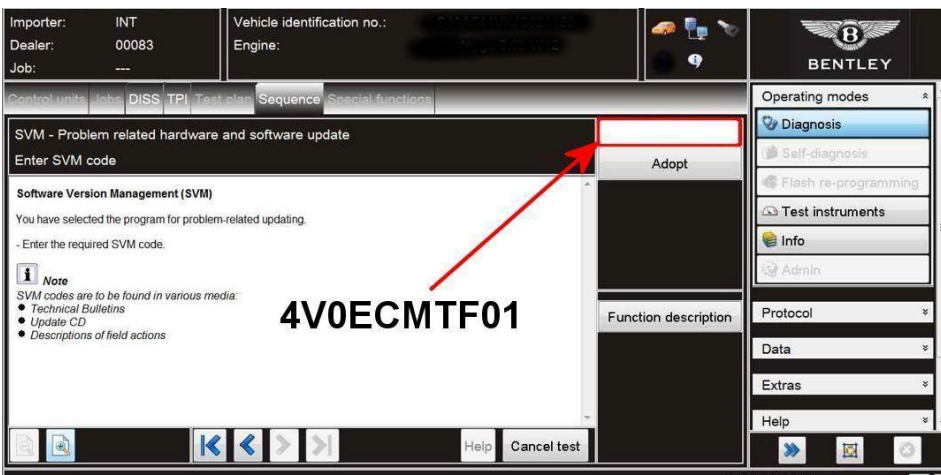 Importer: INT
Dealer: 00083
Job: ---
Vehicle identification no.:
Engine:
BENTLEY
Control units Jobs DISS TPI Test plan Sequence Special functions
SVM - Problem related hardware and software update
Enter SVM code
Adopt
Software Version Management (SVM)
You have selected the program for problem-related updating.
- Enter the required SVM code.
i Note
SVM codes are to be found in various media:
● Technical Bulletins
● Update CD
● Descriptions of field actions
4V0ECMTF01
Function description
Help Cancel test
Operating modes
Diagnosis
Self-diagnosis
Flash re-programming
Test instruments
Info
Admin
Protocol
Data
Extras
Help